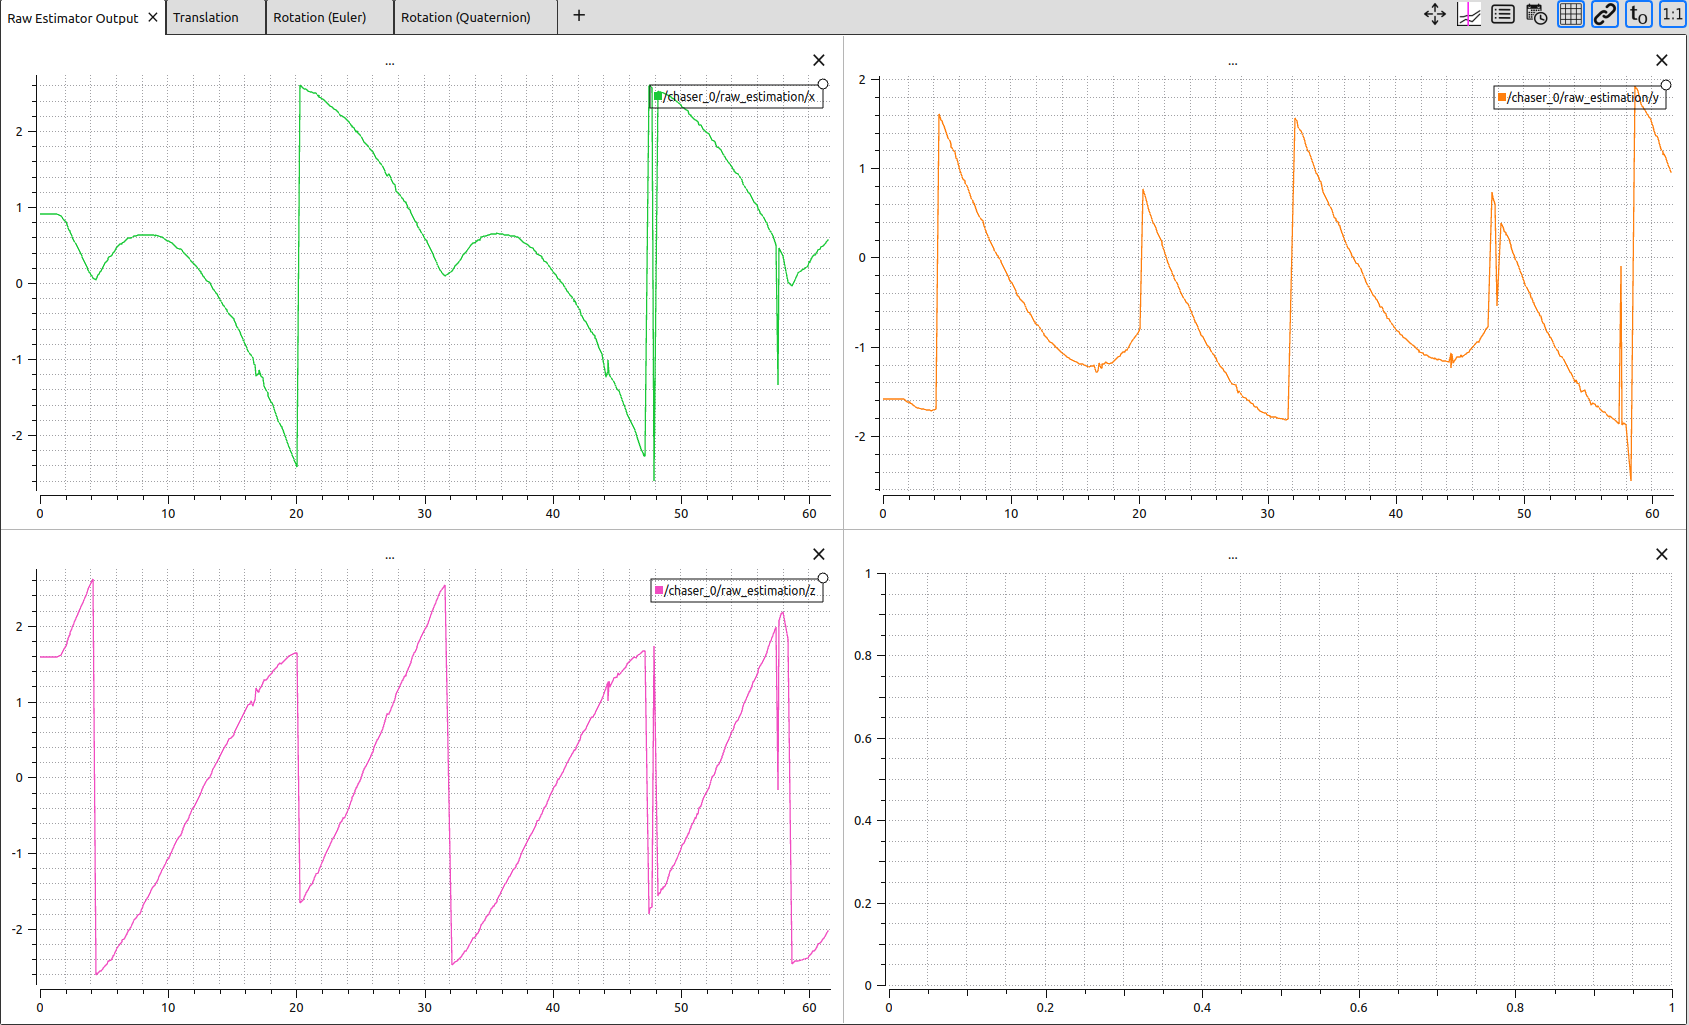 Raw Estimator Output
Translation
Rotation (Euler)
Rotation (Quaternion)
+
t0
1:1
...
/chaser_0/raw_estimation/x
2
1
0
-1
-2
0 10 20 30 40 50 60
...
/chaser_0/raw_estimation/y
2
1
0
-1
-2
0 10 20 30 40 50 60
...
/chaser_0/raw_estimation/z
2
1
0
-1
-2
0 10 20 30 40 50 60
...
1
0.8
0.6
0.4
0.2
0
0 0.2 0.4 0.6 0.8 1